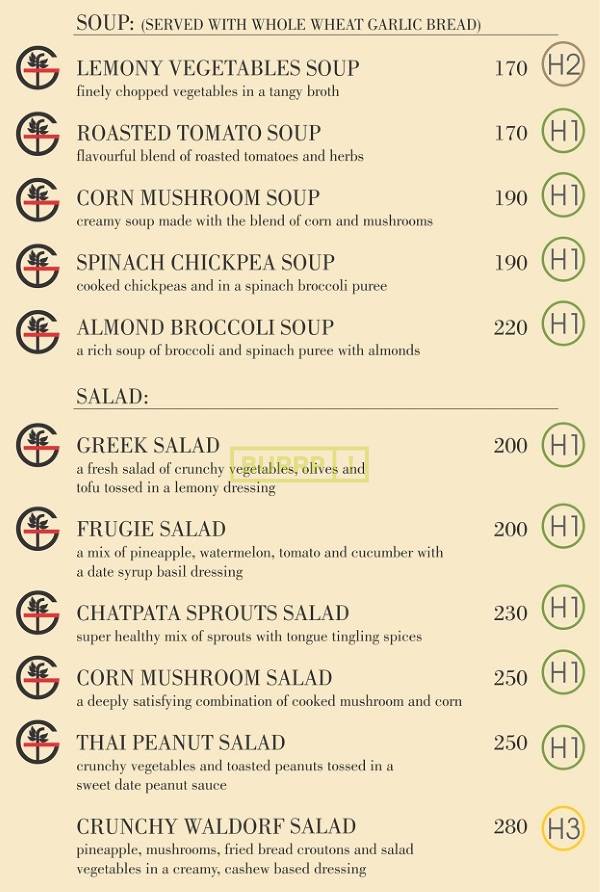 SOUP: (SERVED WITH WHOLE WHEAT GARLIC BREAD)
LEMONY VEGETABLES SOUP 170 H2
finely chopped vegetables in a tangy broth
ROASTED TOMATO SOUP 170 H1
flavourful blend of roasted tomatoes and herbs
CORN MUSHROOM SOUP 190 H1
creamy soup made with the blend of corn and mushrooms
SPINACH CHICKPEA SOUP 190 H1
cooked chickpeas and in a spinach broccoli puree
ALMOND BROCCOLI SOUP 220 H1
a rich soup of broccoli and spinach puree with almonds
SALAD:
GREEK SALAD 200 H1
a fresh salad of crunchy vegetables, olives and
tofu tossed in a lemony dressing
FRUGIE SALAD 200 H1
a mix of pineapple, watermelon, tomato and cucumber with
a date syrup basil dressing
CHATPATA SPROUTS SALAD 230 H1
super healthy mix of sprouts with tongue tingling spices
CORN MUSHROOM SALAD 250 H1
a deeply satisfying combination of cooked mushroom and corn
THAI PEANUT SALAD 250 H1
crunchy vegetables and toasted peanuts tossed in a
sweet date peanut sauce
CRUNCHY WALDORF SALAD 280 H3
pineapple, mushrooms, fried bread croutons and salad
vegetables in a creamy, cashew based dressing